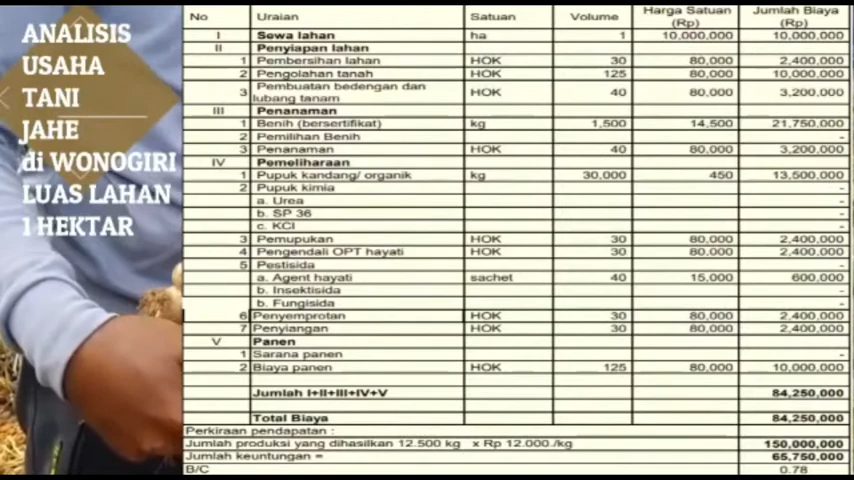 ANALISIS
USAHA
TANI
JAHE
di WONOGIRI
LUAS LAHAN
1 HEKTAR
No Uraian Satuan Volume Harga Satuan (Rp) Jumlah Biaya (Rp)
I Sewa lahan ha 1 10,000,000 10,000,000
II Penyiapan lahan
1 Pembersihan lahan HOK 30 80,000 2,400,000
2 Pengolahan tanah HOK 125 80,000 10,000,000
3 Pembuatan bedengan dan lubang tanam HOK 40 80,000 3,200,000
III Penanaman
1 Benih (bersertifikat) kg 1,500 14,500 21,750,000
2 Pemilihan Benih -
3 Penanaman HOK 40 80,000 3,200,000
IV Pemeliharaan
1 Pupuk kandang/ organik kg 30,000 450 13,500,000
2 Pupuk kimia -
a. Urea -
b. SP 36 -
c. KCl -
3 Pemupukan HOK 30 80,000 2,400,000
4 Pengendali OPT hayati HOK 30 80,000 2,400,000
5 Pestisida -
a. Agent hayati sachet 40 15,000 600,000
b. Insektisida -
b. Fungisida -
6 Penyemprotan HOK 30 80,000 2,400,000
7 Penyiangan HOK 30 80,000 2,400,000
V Panen
1 Sarana panen -
2 Biaya panen HOK 125 80,000 10,000,000
Jumlah I+II+III+IV+V 84,250,000
Total Biaya 84,250,000
Perkiraan pendapatan :
Jumlah produksi yang dihasilkan 12.500 kg x Rp 12.000./kg 150,000,000
Jumlah keuntungan = 65,750,000
B/C 0.78